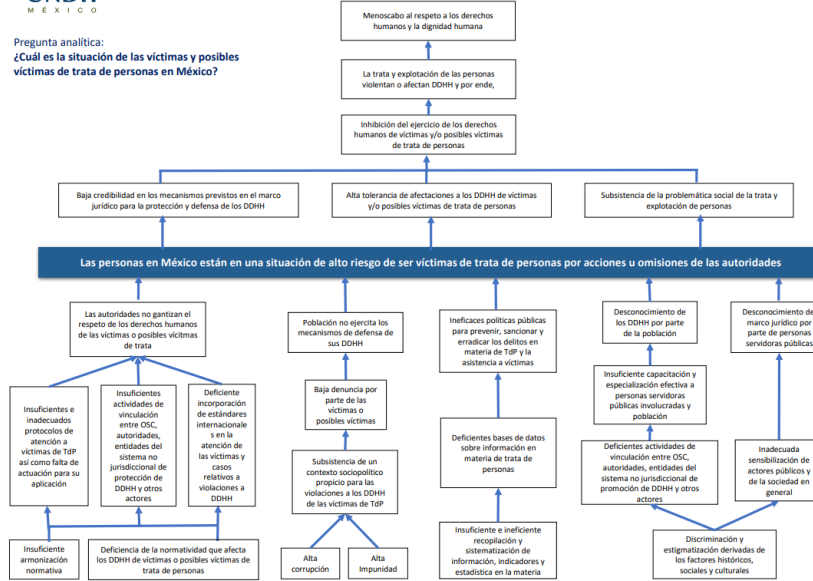 CNDH
MÉXICO
Pregunta analítica:
¿Cuál es la situación de las víctimas y posibles
víctimas de trata de personas en México?
Menoscabo al respeto a los derechos
humanos y la dignidad humana
La trata y explotación de las personas
violentan o afectan DDHH y por ende,
Inhibición del ejercicio de los derechos
humanos de víctimas y/o posibles víctimas
de trata de personas
Baja credibilidad en los mecanismos previstos en el marco
jurídico para la protección y defensa de los DDHH
Alta tolerancia de afectaciones a los DDHH de víctimas
y/o posibles víctimas de trata de personas
Subsistencia de la problemática social de la trata y
explotación de personas
Las personas en México están en una situación de alto riesgo de ser víctimas de trata de personas por acciones u omisiones de las autoridades
Las autoridades no gantizan el
respeto de los derechos humanos
de las víctimas o posibles vícitmas
de trata
Población no ejercita los
mecanismos de defensa de
sus DDHH
Ineficaces políticas públicas
para prevenir, sancionar y
erradicar los delitos en
materia de TdP y la
asistencia a víctimas
Desconocimiento de
los DDHH por parte
de la población
Desconocimiento de
marco jurídico por
parte de personas
servidoras públicas
Insuficientes e
inadecuados
protocolos de
atención a
víctimas de TdP
así como falta de
actuación para su
aplicación
Insuficientes
actividades de
vinculación
entre OSC,
autoridades,
entidades del
sistema no
jurisdiccional de
protección de
DDHH y otros
actores
Deficiente
incorporación
de estándares
internacionale
s en la
atención de
las víctimas y
casos
relativos a
violaciones a
DDHH
Baja denuncia por
parte de las
víctimas o
posibles víctimas
Subsistencia de un
contexto sociopolítico
propicio para las
violaciones a los DDHH
de las víctimas de TdP
Deficientes bases de datos
sobre información en
materia de trata de
personas
Insuficiente capacitación y
especialización efectiva a
personas servidoras
públicas involucradas y
población
Deficientes actividades de
vinculación entre OSC,
autoridades, entidades del
sistema no jurisdiccional de
promoción de DDHH y otros
actores
Inadecuada
sensibilización de
actores públicos y
de la sociedad en
general
Insuficiente
armonización
normativa
Deficiencia de la normatividad que afecta
los DDHH de víctimas o posibles víctimas de
trata de personas
Alta
corrupción
Alta
Impunidad
Insuficiente e ineficiente
recopilación y
sistematización de
información, indicadores y
estadística en la materia
Discriminación y
estigmatización derivadas de
los factores históricos,
sociales y culturales